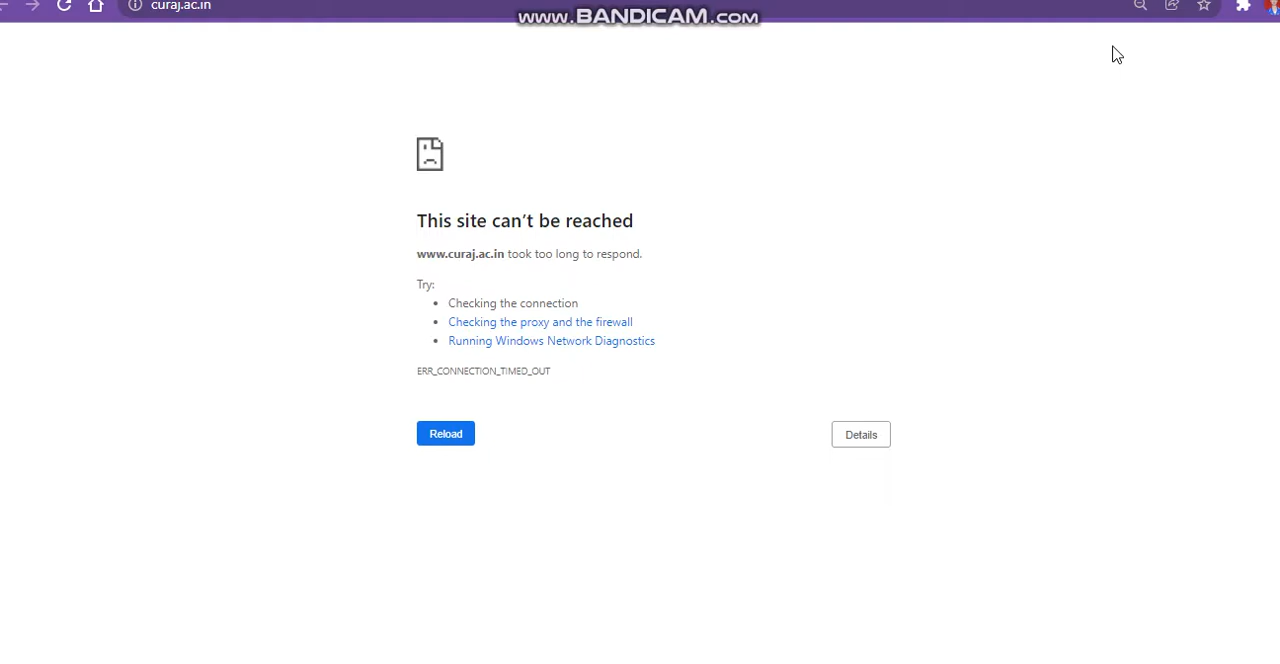 curaj.ac.in
www.BANDICAM.com
This site can’t be reached
www.curaj.ac.in took too long to respond.
Try:
Checking the connection
Checking the proxy and the firewall
Running Windows Network Diagnostics
ERR_CONNECTION_TIMED_OUT
Reload
Details